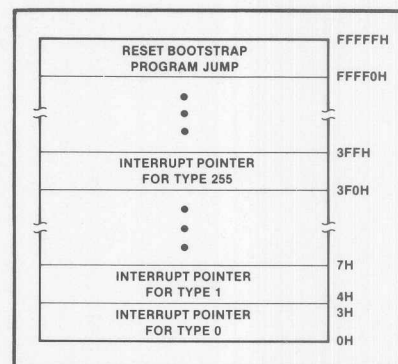 RESET BOOTSTRAP
PROGRAM JUMP
FFFFFH
FFFF0H
3FFH
INTERRUPT POINTER
FOR TYPE 255
3F0H
7H
INTERRUPT POINTER
FOR TYPE 1
4H
3H
INTERRUPT POINTER
FOR TYPE 0
0H